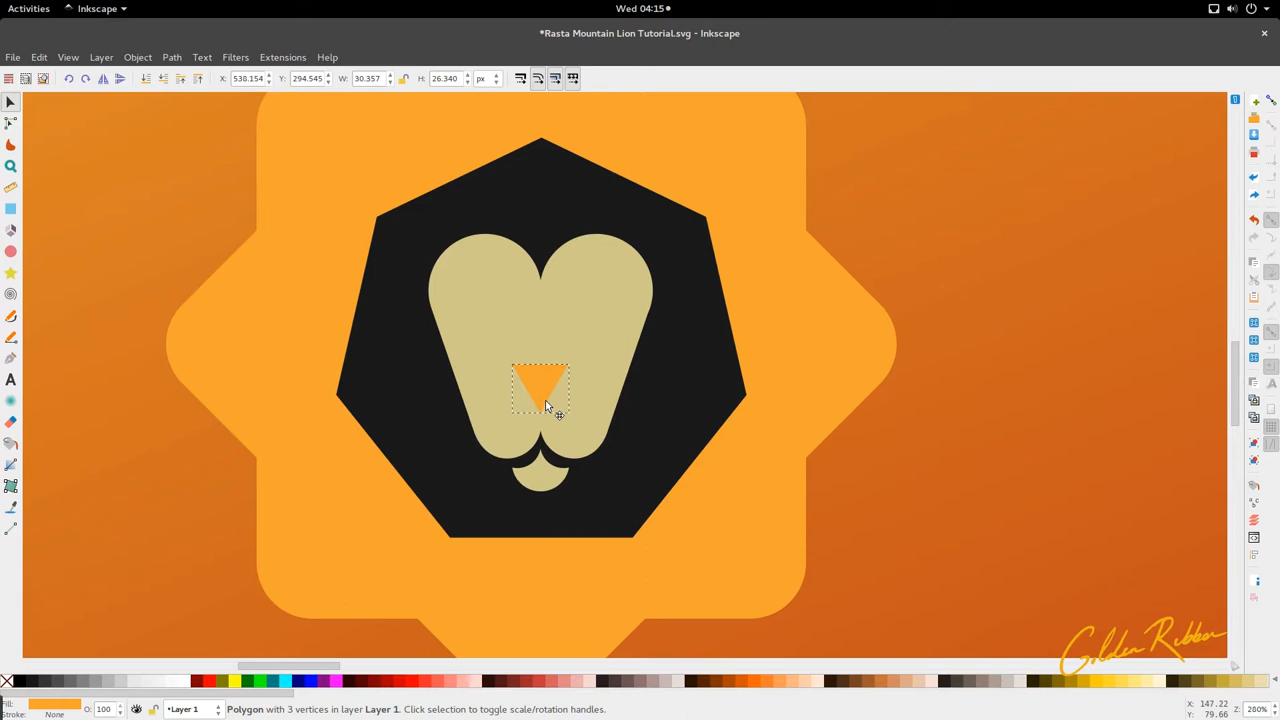 Activities Inkscape Wed 04:15
*Rasta Mountain Lion Tutorial.svg - Inkscape
File Edit View Layer Object Path Text Filters Extensions Help
X: 538.154 Y: 294.545 W: 30.357 H: 26.340 px
Golden Ribbon
Fill: O: 100 •Layer 1 Polygon with 3 vertices in layer Layer 1. Click selection to toggle scale/rotation handles. X: 147.22 Z: 280%
Stroke: None Y: 79.66